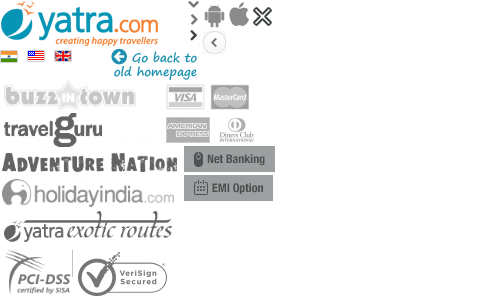 yatra.com
creating happy travellers
Go back to
old homepage
buzzINtown
VISA
MasterCard
travelguru
AMERICAN
EXPRESS
Diners Club
INTERNATIONAL
ADVENTURE NATION
Net Banking
holidayindia.com
EMI Option
yatra exotic routes
PCI-DSS
certified by SISA
VeriSign
Secured